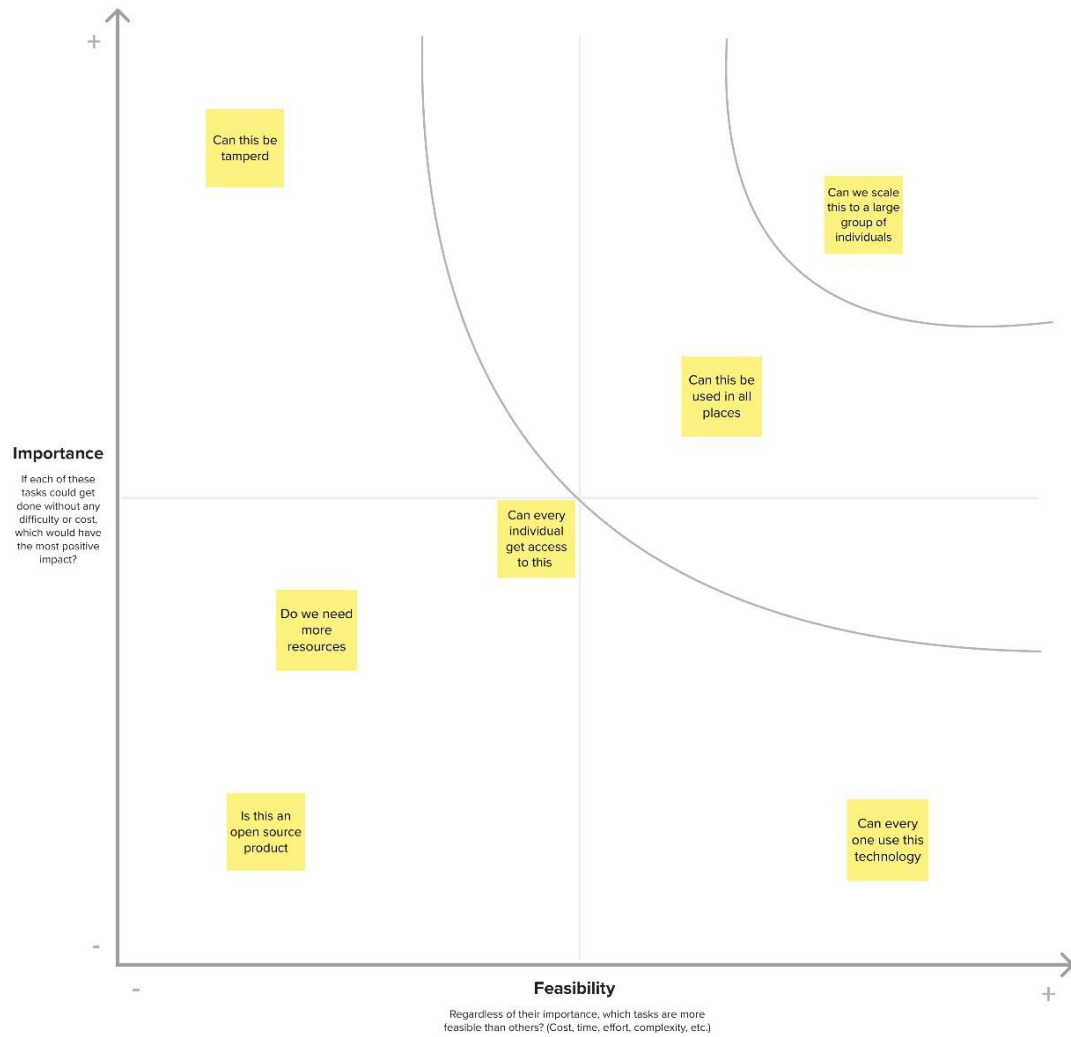 +
Can this be
tamperd
Can we scale
this to a large
group of
individuals
Can this be
used in all
places
Importance
If each of these
tasks could get
done without any
difficulty or cost,
which would have
the most positive
impact?
Can every
individual
get access
to this
Do we need
more
resources
Is this an
open source
product
Can every
one use this
technology
-
-
Feasibility
+
Regardless of their importance, which tasks are more
feasible than others? (Cost, time, effort, complexity, etc.)